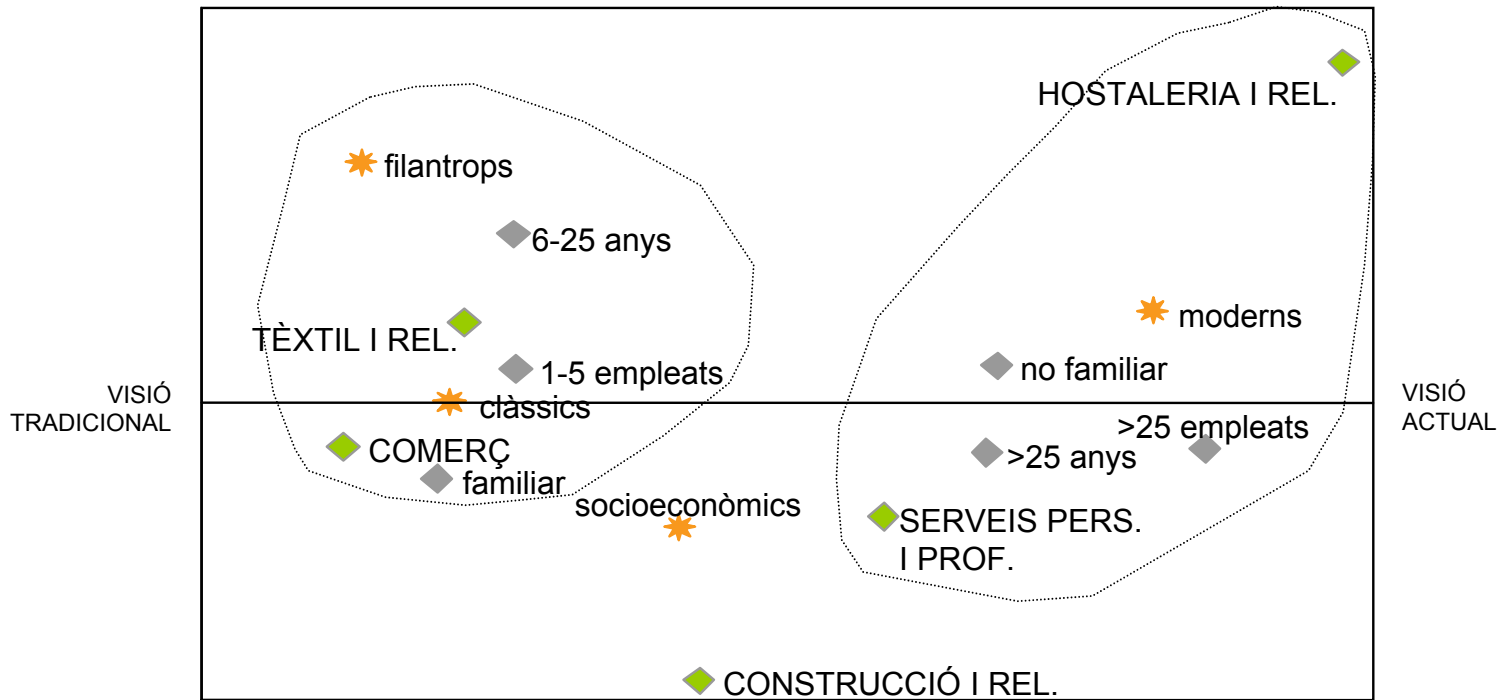 HOSTALERIA I REL.
filantrops
6-25 anys
moderns
TÈXTIL I REL.
1-5 empleats
no familiar
VISIÓ
TRADICIONAL
clàssics
VISIÓ
ACTUAL
>25 empleats
COMERÇ
>25 anys
familiar
socioeconòmics
SERVEIS PERS.
I PROF.
CONSTRUCCIÓ I REL.